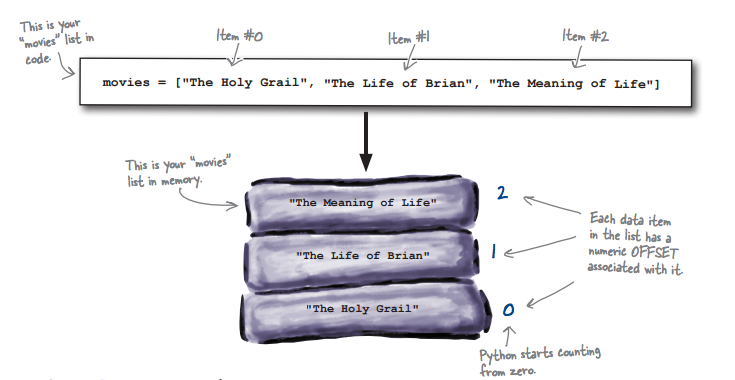 This is your
"movies" list in
code.
Item #0
Item #1
Item #2
movies = ["The Holy Grail", "The Life of Brian", "The Meaning of Life"]
This is your "movies"
list in memory.
"The Meaning of Life"
2
"The Life of Brian"
1
"The Holy Grail"
0
Each data item
in the list has a
numeric OFFSET
associated with it.
Python starts counting
from zero.